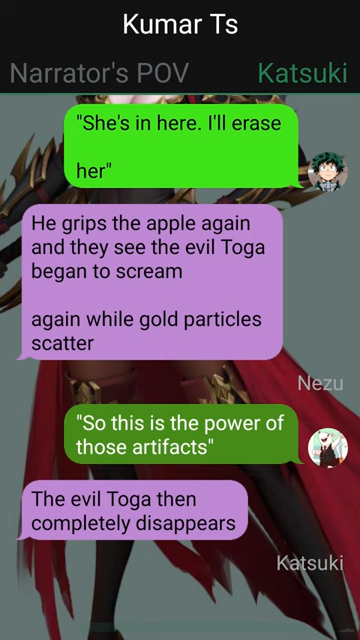 Kumar Ts
Narrator's POV Katsuki
"She's in here. I'll erase
her"
He grips the apple again
and they see the evil Toga
began to scream
again while gold particles
scatter
Nezu
"So this is the power of
those artifacts"
The evil Toga then
completely disappears
Katsuki